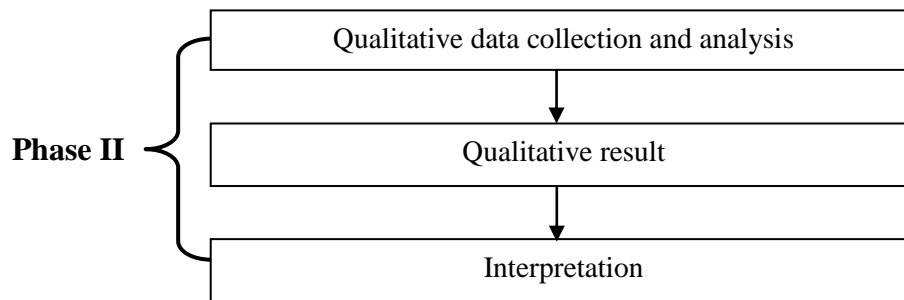 Qualitative data collection and analysis
Phase II
Qualitative result
Interpretation